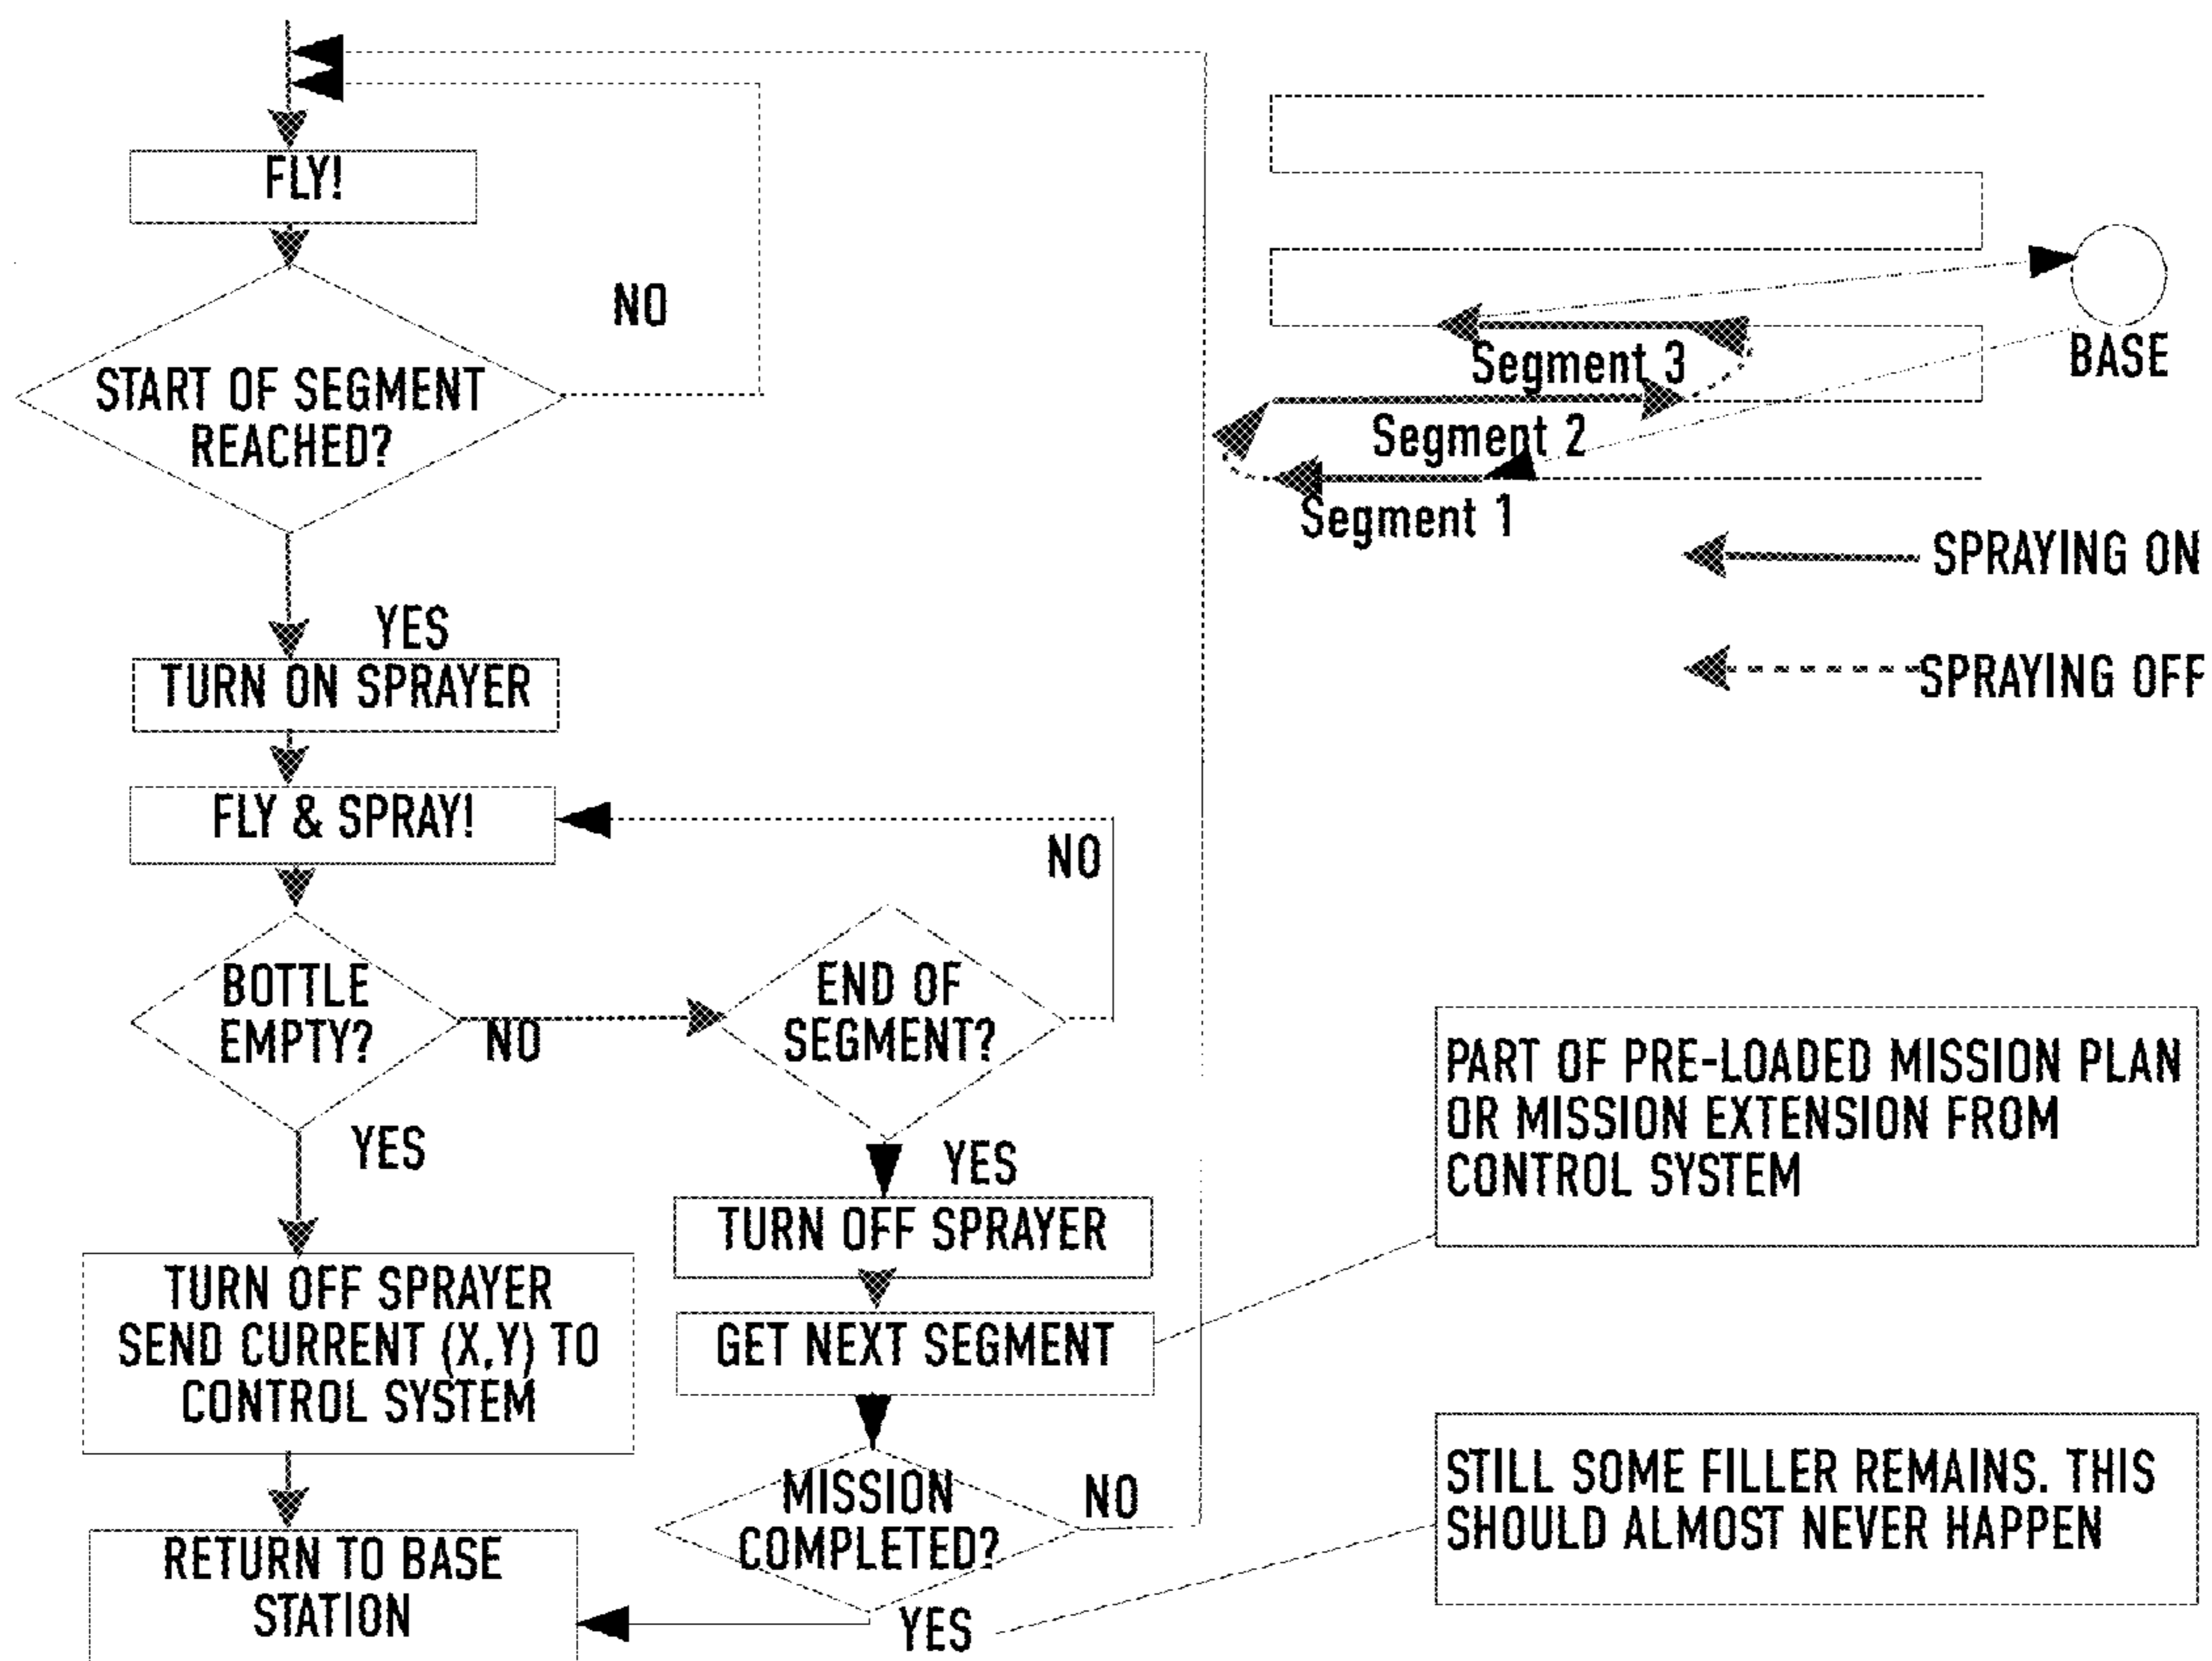 FLY!
NO
START OF SEGMENT
REACHED?
YES
TURN ON SPRAYER
FLY & SPRAY!
NO
BOTTLE
EMPTY?
NO
END OF
SEGMENT?
YES
YES
TURN OFF SPRAYER
SEND CURRENT (X,Y) TO
CONTROL SYSTEM
TURN OFF SPRAYER
GET NEXT SEGMENT
MISSION
COMPLETED?
NO
YES
RETURN TO BASE
STATION
Segment 3
Segment 2
Segment 1
BASE
SPRAYING ON
SPRAYING OFF
PART OF PRE-LOADED MISSION PLAN
OR MISSION EXTENSION FROM
CONTROL SYSTEM
STILL SOME FILLER REMAINS. THIS
SHOULD ALMOST NEVER HAPPEN